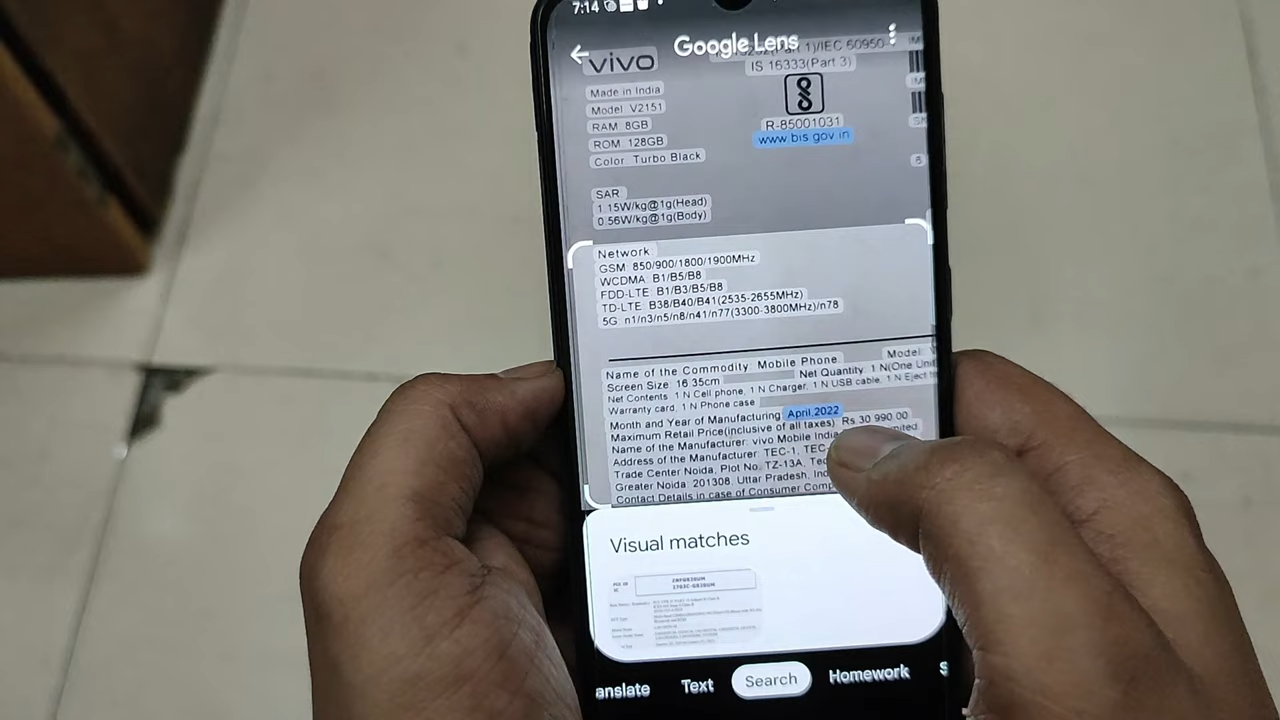 7:14
Google Lens
1)/IEC 60950-
vivo
IS 16333(Part 3)
Made in India
Model: V2151
RAM: 8GB
R-85001031
ROM: 128GB
www.bis.gov.in
Color: Turbo Black
SAR
1.15W/kg@1g(Head)
0.56W/kg@1g(Body)
Network
GSM: 850/900/1800/1900MHz
WCDMA: B1/B5/B8
FDD-LTE: B1/B3/B5/B8
TD-LTE: B38/B40/B41(2535-2655MHz)
5G: n1/n3/n5/n8/n41/n77(3300-3800MHz)/n78
Name of the Commodity: Mobile Phone Model:
Screen Size: 16.35cm Net Quantity: 1 N(One
Net Contents: 1 N Cell phone, 1 N Charger, 1 N USB cable, 1 N Eject
Warranty card, 1 N Phone case
Month and Year of Manufacturing: April,2022
Maximum Retail Price(inclusive of all taxes): Rs.30,990.00
Name of the Manufacturer: vivo Mobile India
Address of the Manufacturer: TEC-1, TEC-
Trade Center Noida, Plot No. TZ-13A,
Greater Noida, 201308, Uttar Pradesh,
Contact Details in case of Consumer
Visual matches
anslate Text Search Homework